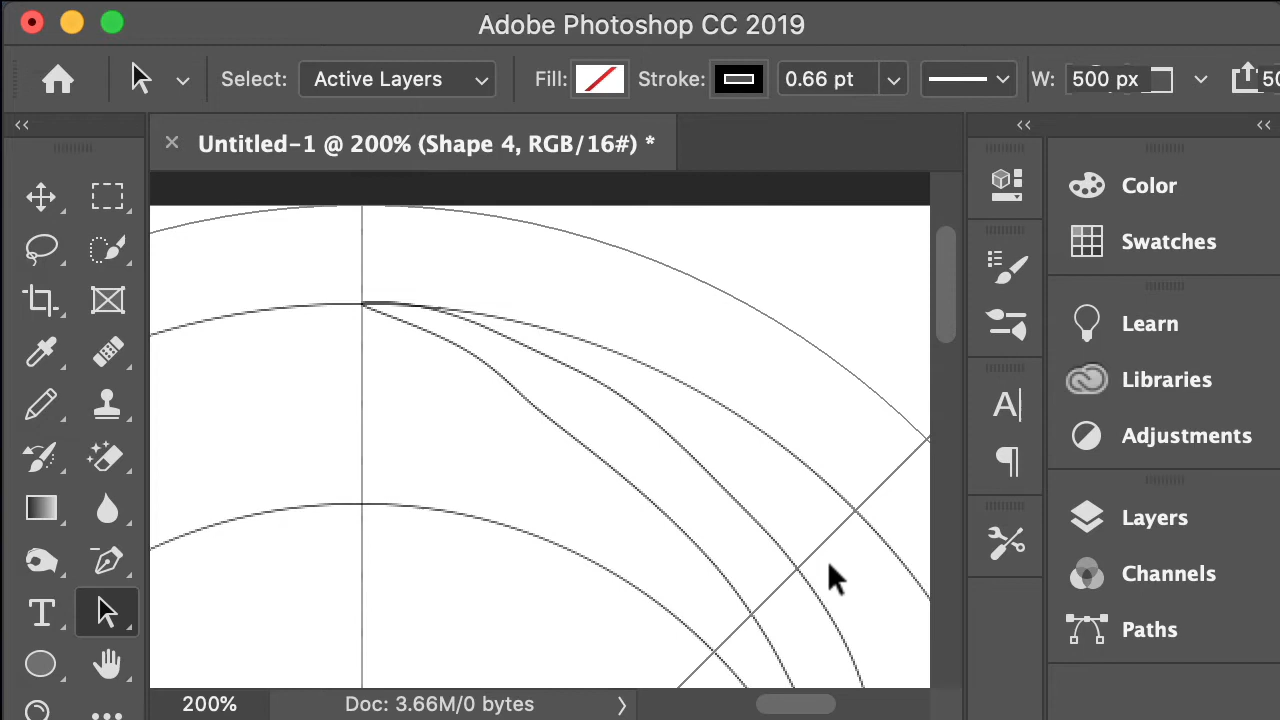 Adobe Photoshop CC 2019
Select: Active Layers Fill: Stroke: 0.66 pt W: 500 px
Untitled-1 @ 200% (Shape 4, RGB/16#) *
Color
Swatches
Learn
Libraries
Adjustments
Layers
Channels
Paths
200% Doc: 3.66M/0 bytes